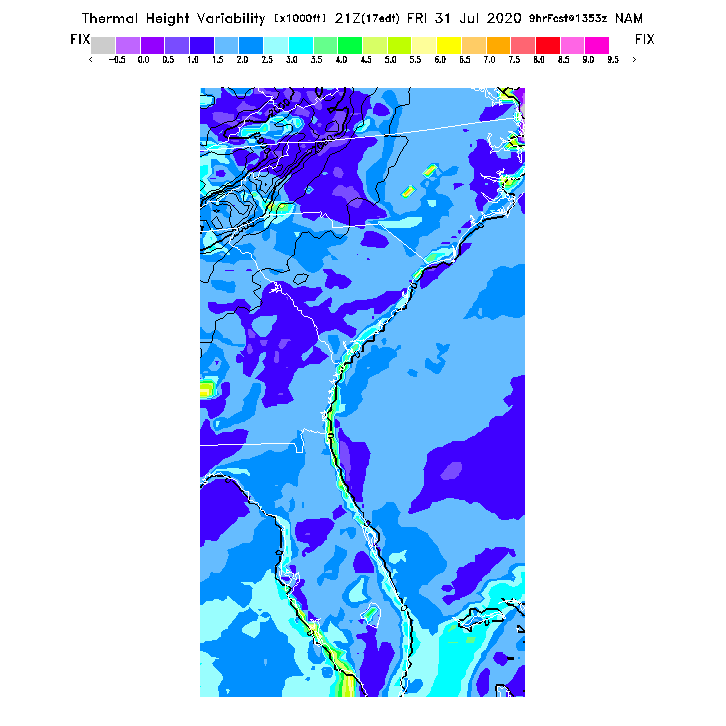 Thermal Height Variability [x1000ft] 21Z(17edt) FRI 31 Jul 2020 9hrFcst@1353z NAM
FIX FIX
< -0.5 0.0 0.5 1.0 1.5 2.0 2.5 3.0 3.5 4.0 4.5 5.0 5.5 6.0 6.5 7.0 7.5 8.0 8.5 9.0 9.5 >